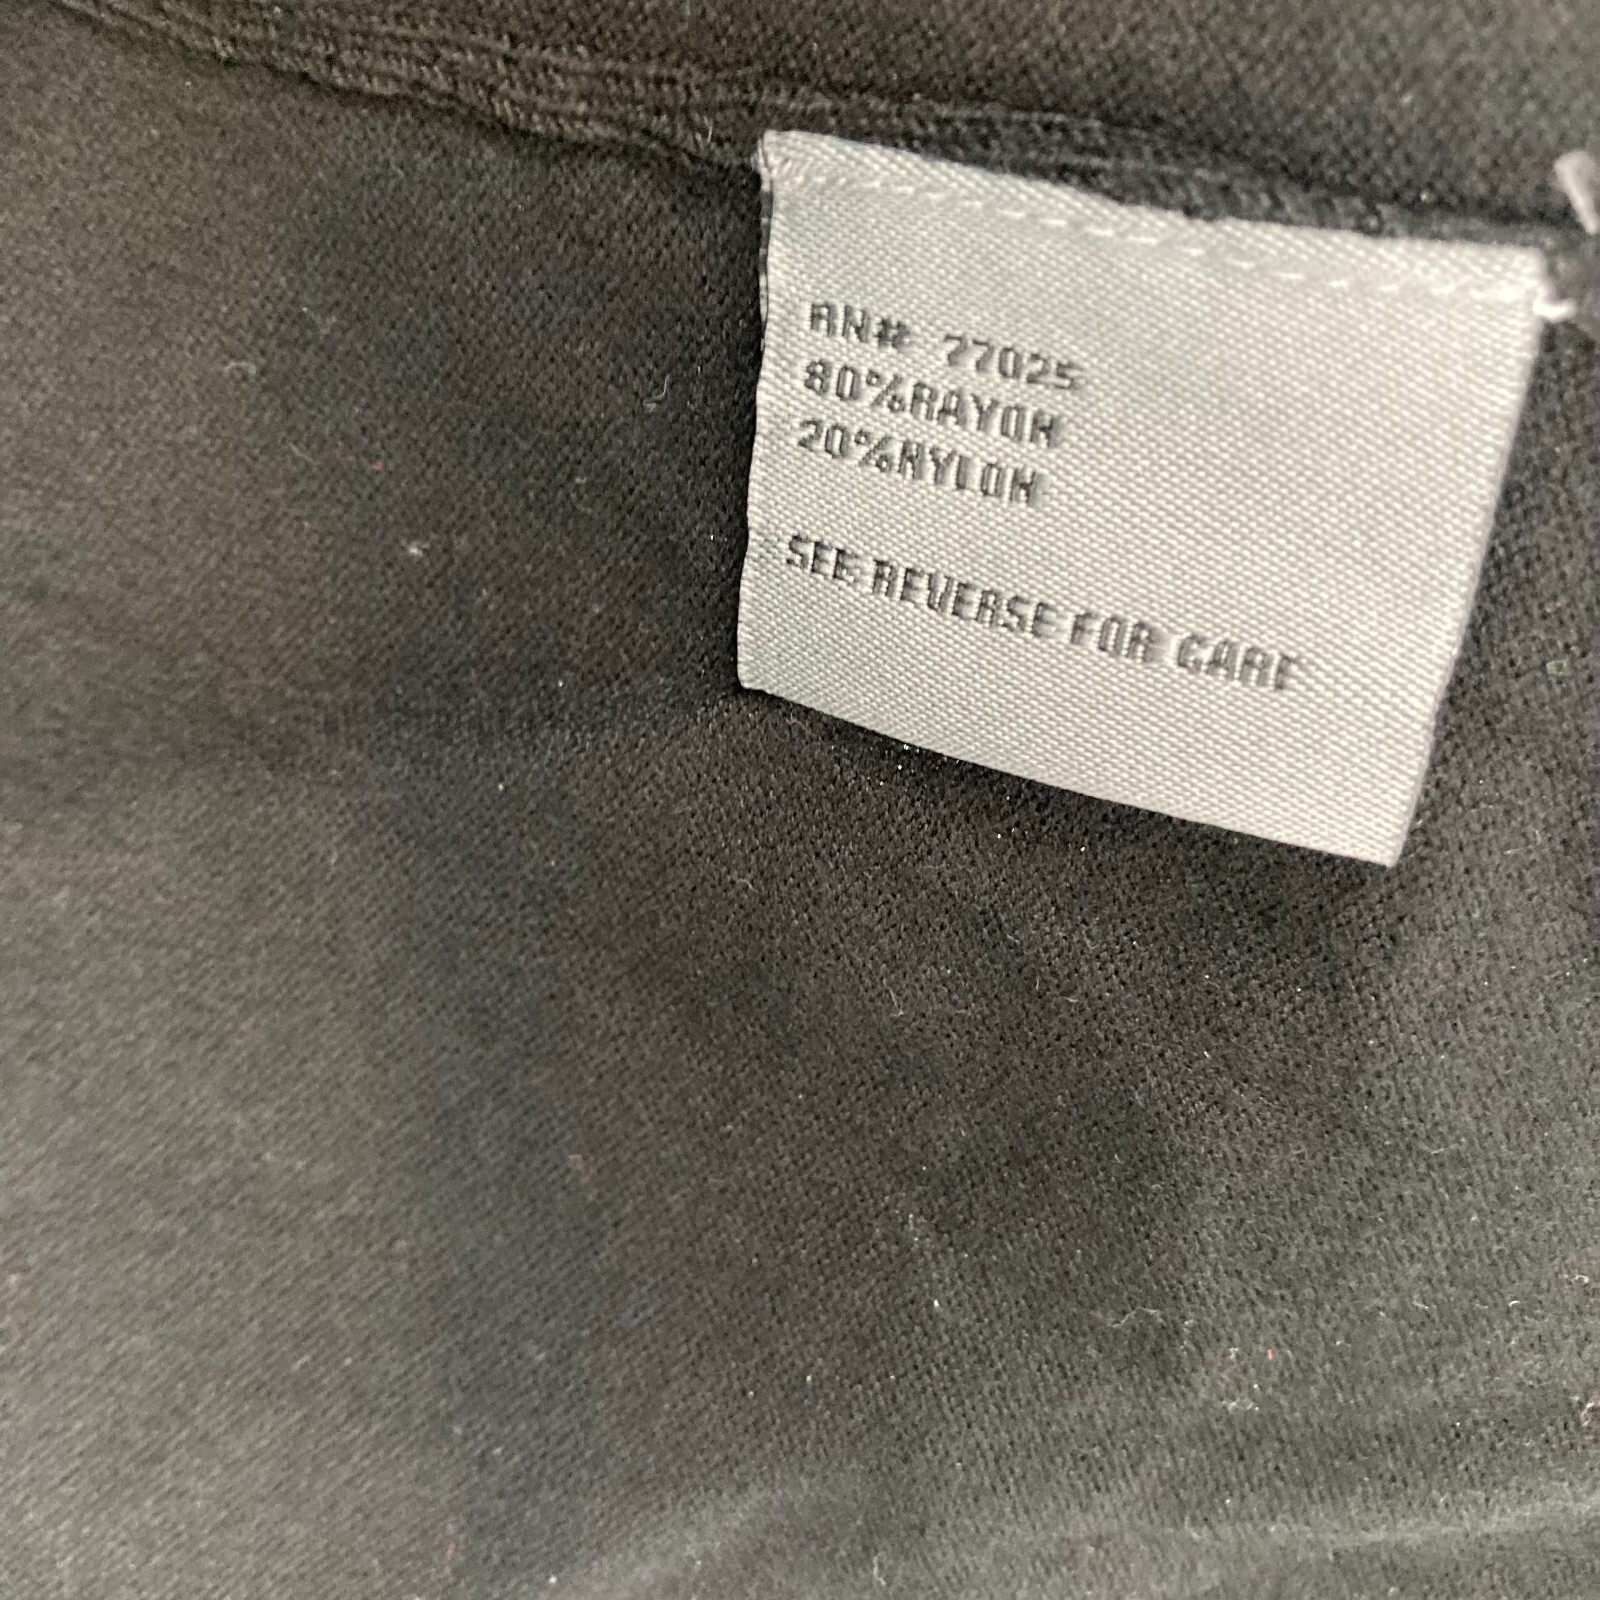 RN# 77025
80%RAYON
20%NYLON
SEE REVERSE FOR CARE